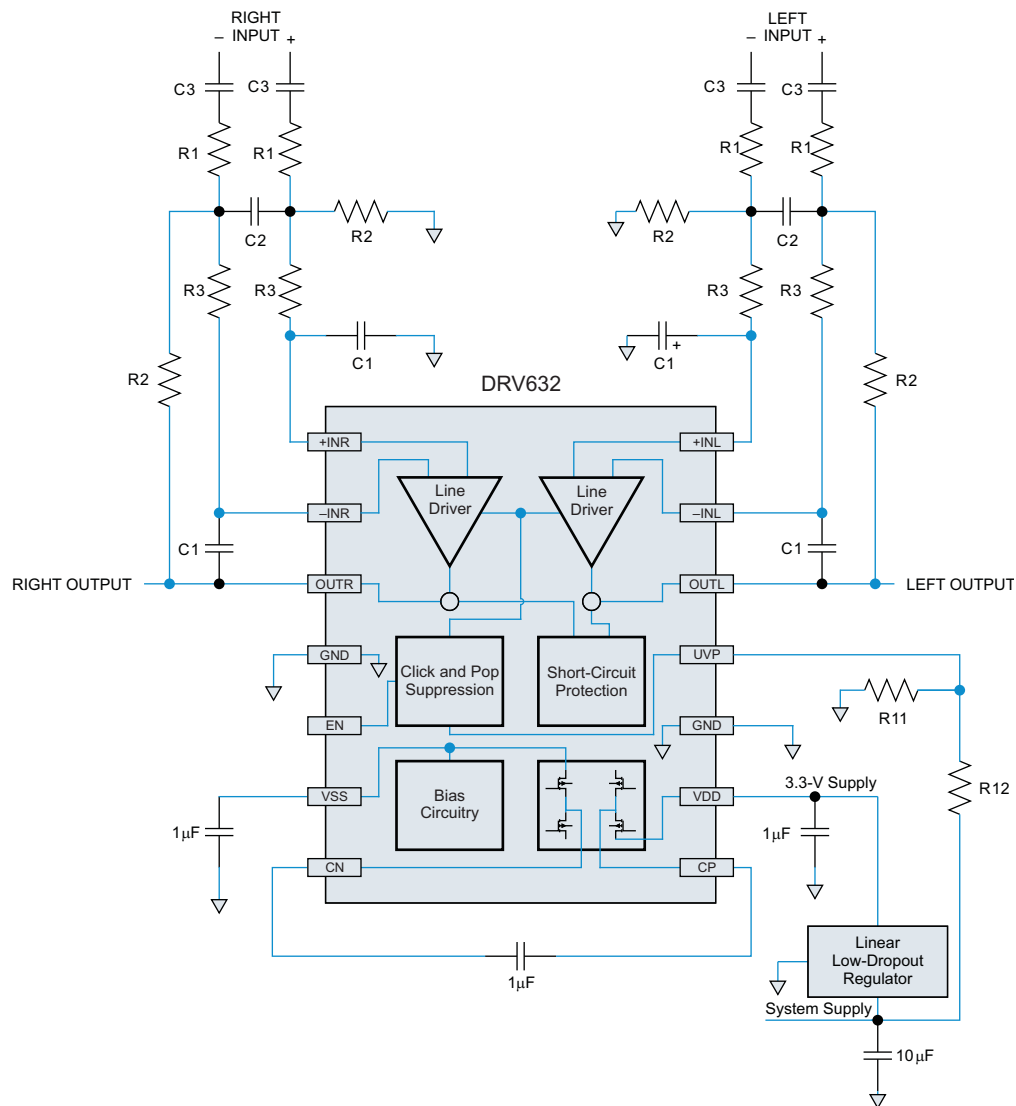 RIGHT INPUT
– +
LEFT INPUT
– +
C3 C3 C3 C3
R1 R1 R1 R1
C2 R2 R2 C2
R3 R3 R3 R3
C1 C1 +
R2 R2
DRV632
+INR +INL
Line Driver Line Driver
–INR –INL
C1 C1
RIGHT OUTPUT OUTR OUTL LEFT OUTPUT
GND UVP
Click and Pop Suppression
Short-Circuit Protection
R11
EN GND
R12
3.3-V Supply
VSS VDD
Bias Circuitry
1μF 1μF
CN CP
1μF
Linear Low-Dropout Regulator
System Supply
10μF